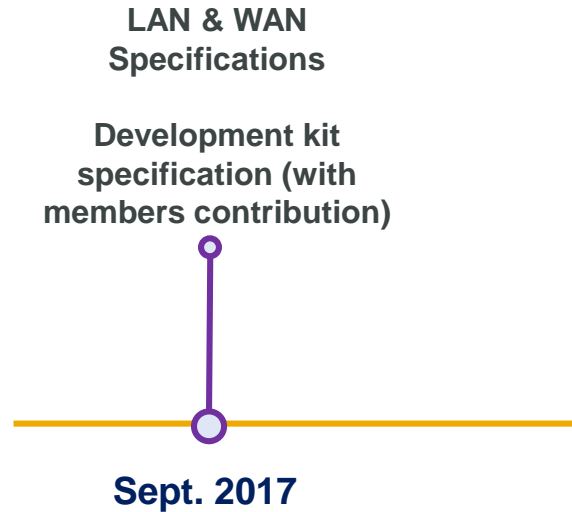 LAN & WAN
Specifications
Development kit
specification (with
members contribution)
Sept. 2017